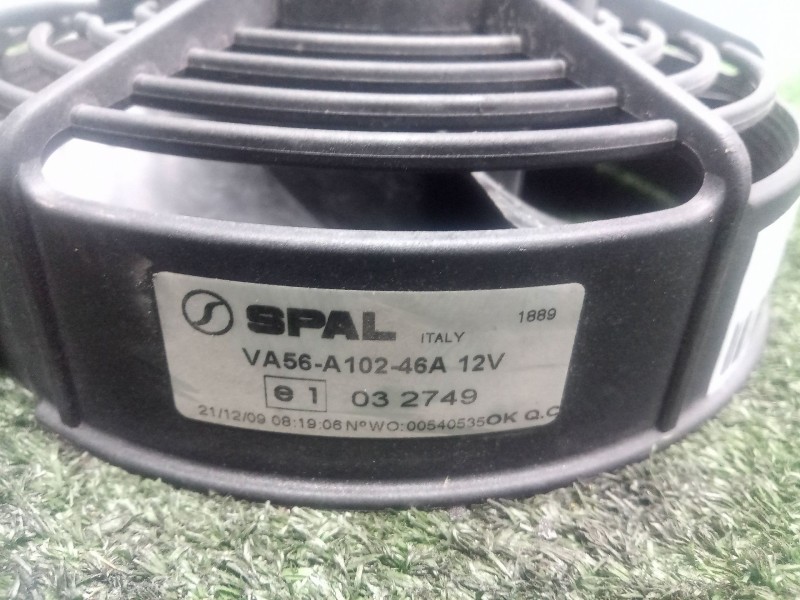 SPAL ITALY 1889
VA56-A102-46A 12V
e1 03 2749
21/12/09 08:19:06 NºWO:00540535OK Q.C